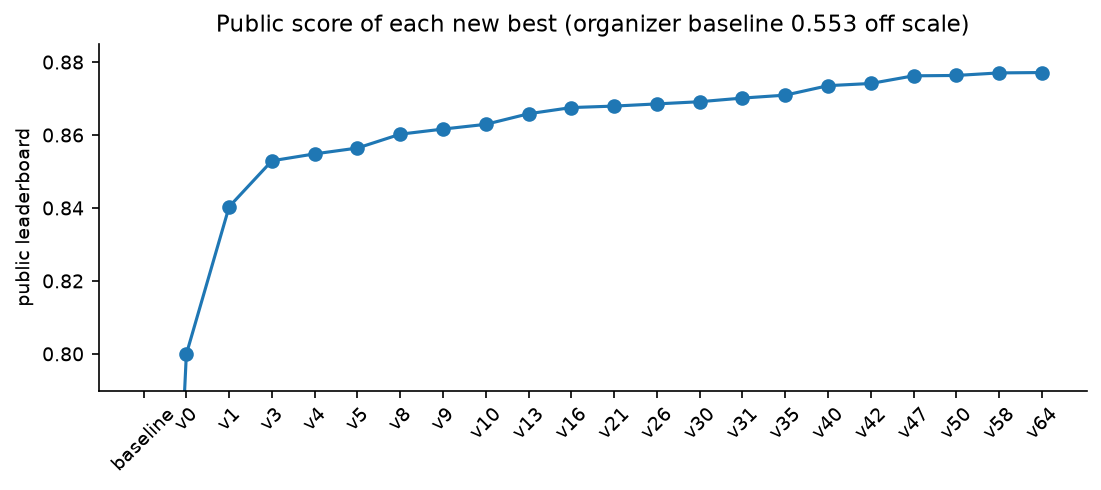 Public score of each new best (organizer baseline 0.553 off scale)
public leaderboard
0.88
0.86
0.84
0.82
0.80
baseline
v0
v1
v3
v4
v5
v8
v9
v10
v13
v16
v21
v26
v30
v31
v35
v40
v42
v47
v50
v58
v64